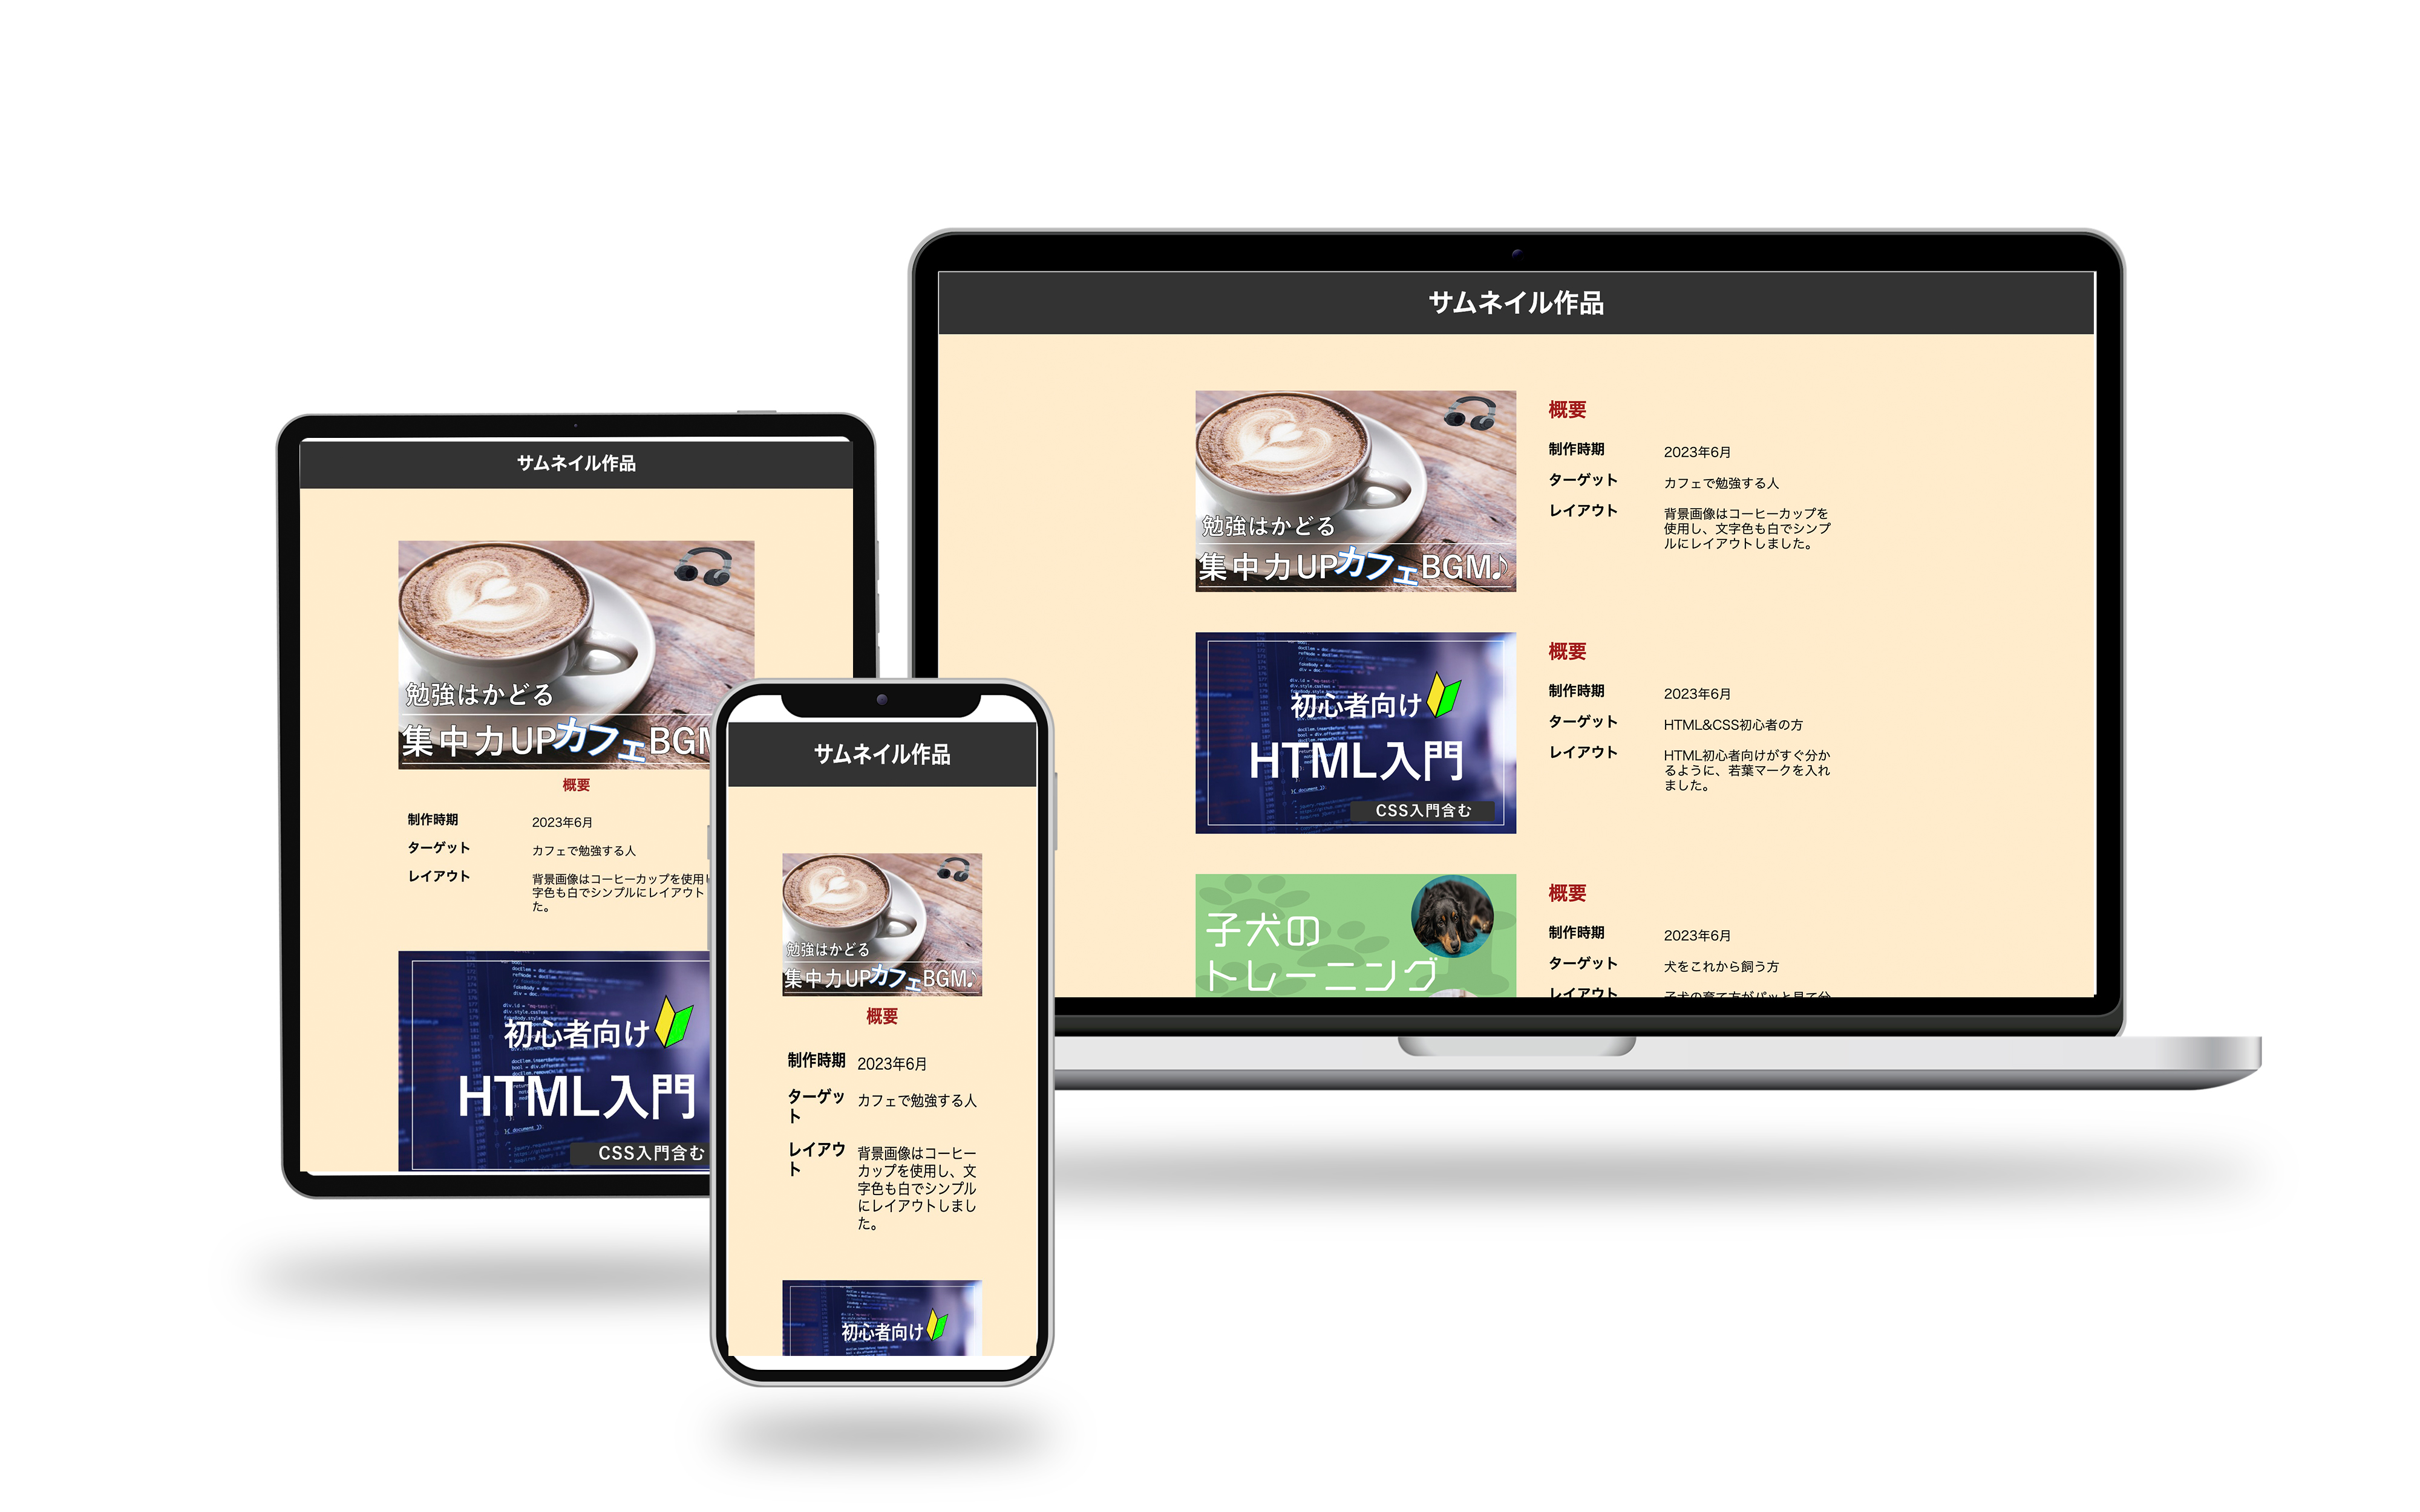 サムネイル作品
勉強はかどる
集中力UPカフェBGM♪
概要
制作時期
2023年6月
ターゲット
カフェで勉強する人
レイアウト
背景画像はコーヒーカップを
使用し、文字色も白でシンプ
ルにレイアウトしました。
初心者向け
HTML入門
CSS入門含む
概要
制作時期
2023年6月
ターゲット
HTML&CSS初心者の方
レイアウト
HTML初心者向けがすぐ分か
るように、若葉マークを入れ
ました。
子犬の
トレーニング
概要
制作時期
2023年6月
ターゲット
犬をこれから飼う方
レイアウト
サムネイル作品
勉強はかどる
集中力UPカフェBGM
概要
制作時期
2023年6月
ターゲット
カフェで勉強する人
レイアウト
背景画像はコーヒーカップを使用
字色も白でシンプルにレイアウト
た。
初心者向け
HTML入門
CSS入門含む
サムネイル作品
勉強はかどる
集中力UPカフェBGM♪
概要
制作時期
2023年6月
ターゲッ
ト
カフェで勉強する人
レイアウ
ト
背景画像はコーヒー
カップを使用し、文
字色も白でシンプル
にレイアウトしまし
た。
初心者向け